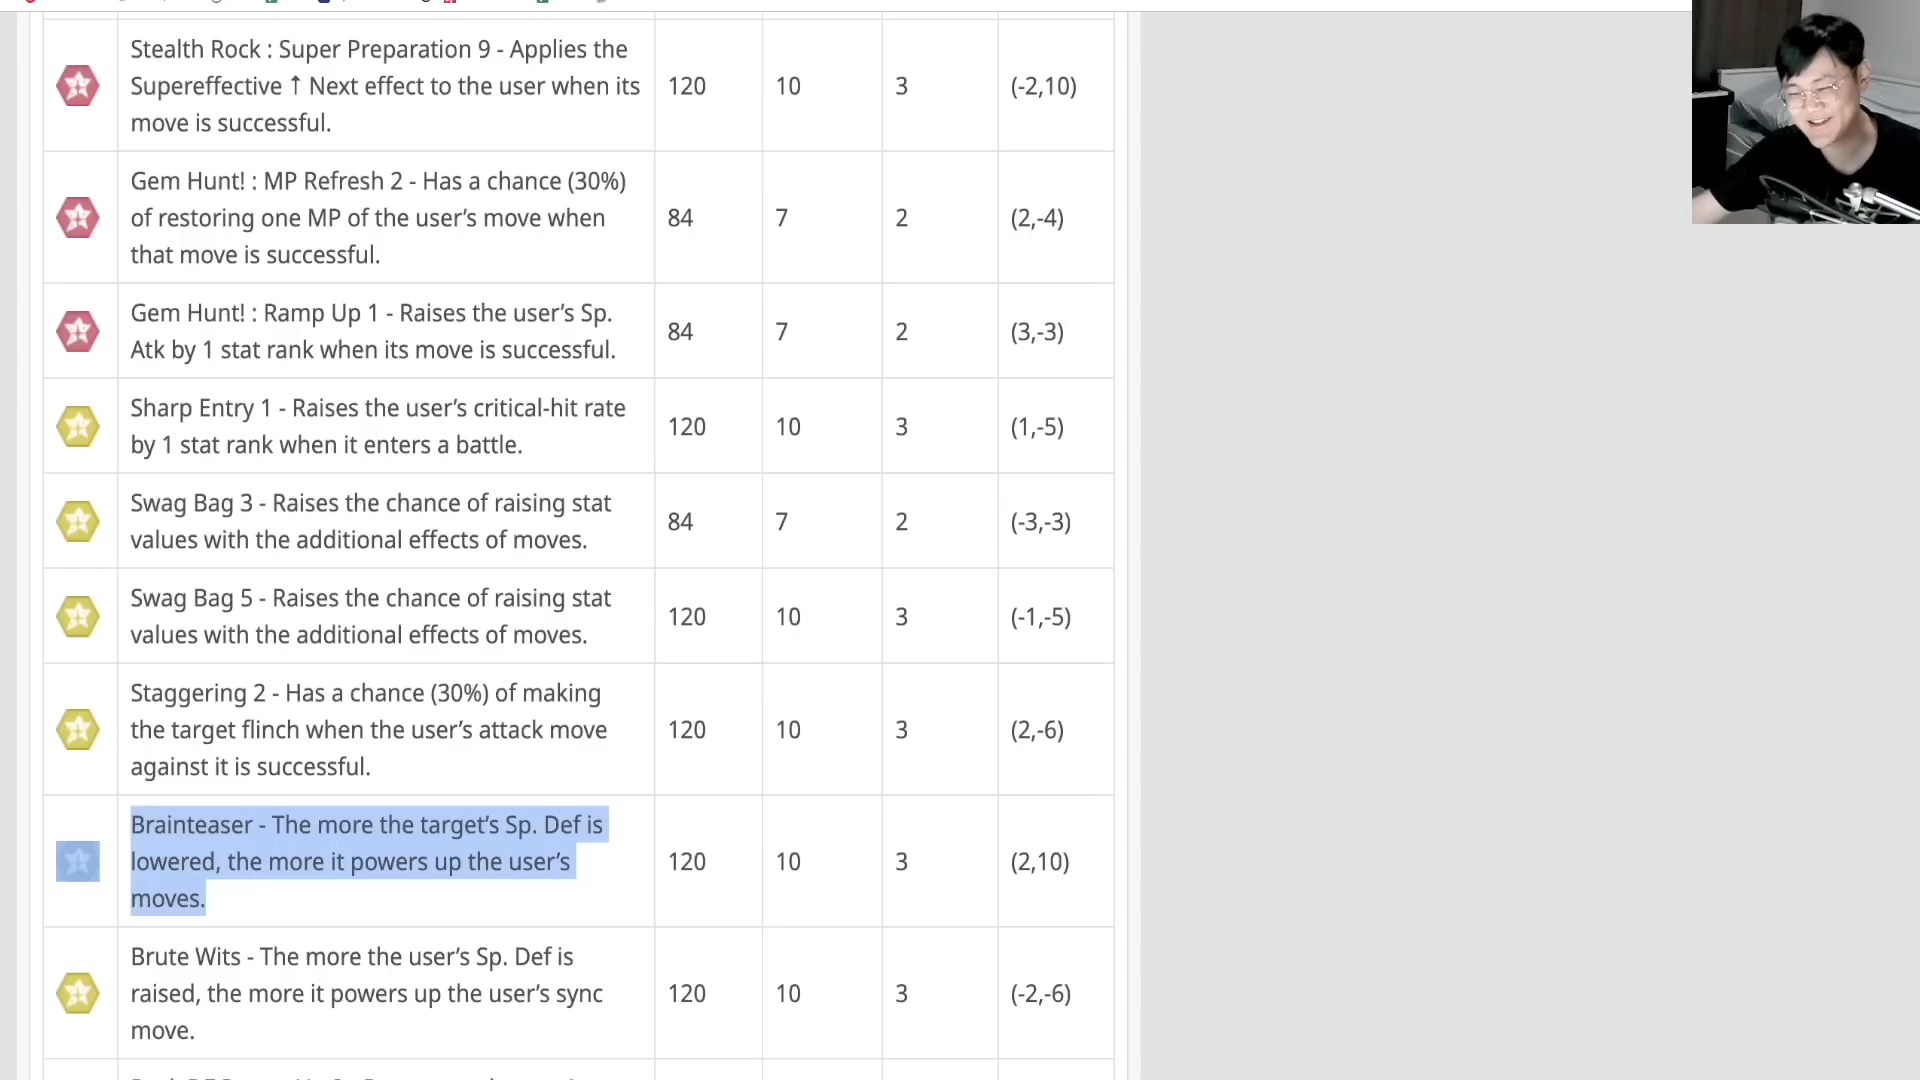 Stealth Rock : Super Preparation 9 - Applies the
Supereffective ↑ Next effect to the user when its
move is successful.
120
10
3
(-2,10)
Gem Hunt! : MP Refresh 2 - Has a chance (30%)
of restoring one MP of the user’s move when
that move is successful.
84
7
2
(2,-4)
Gem Hunt! : Ramp Up 1 - Raises the user’s Sp.
Atk by 1 stat rank when its move is successful.
84
7
2
(3,-3)
Sharp Entry 1 - Raises the user’s critical-hit rate
by 1 stat rank when it enters a battle.
120
10
3
(1,-5)
Swag Bag 3 - Raises the chance of raising stat
values with the additional effects of moves.
84
7
2
(-3,-3)
Swag Bag 5 - Raises the chance of raising stat
values with the additional effects of moves.
120
10
3
(-1,-5)
Staggering 2 - Has a chance (30%) of making
the target flinch when the user’s attack move
against it is successful.
120
10
3
(2,-6)
Brainteaser - The more the target’s Sp. Def is
lowered, the more it powers up the user’s
moves.
120
10
3
(2,10)
Brute Wits - The more the user’s Sp. Def is
raised, the more it powers up the user’s sync
move.
120
10
3
(-2,-6)